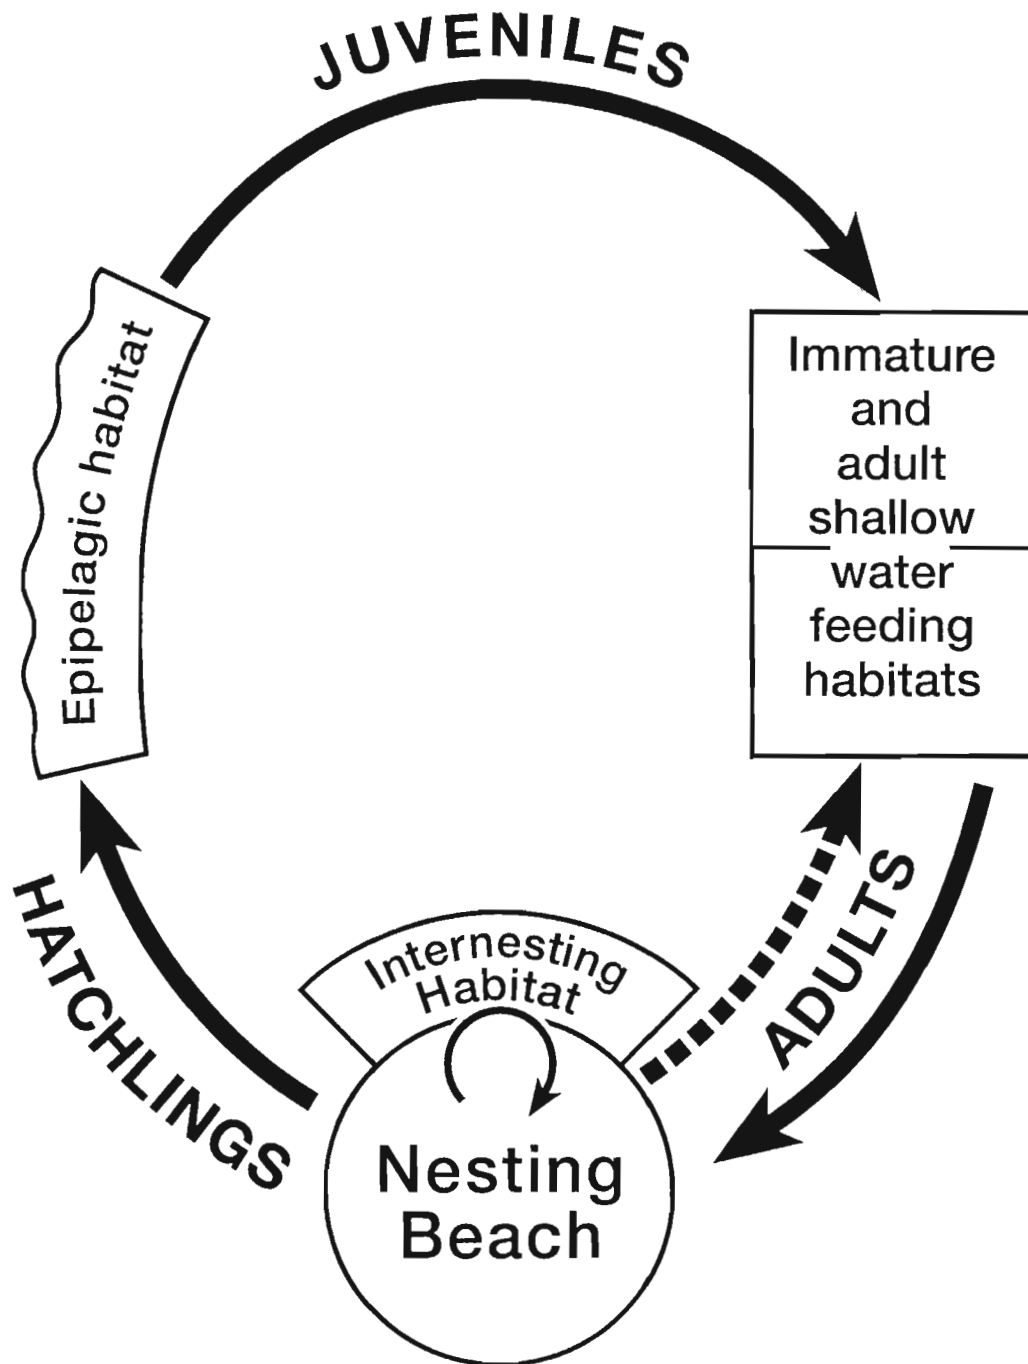 JUVENILES
Epipelagic habitat
Immature
and
adult
shallow
water
feeding
habitats
HATCHLINGS
ADULTS
Internesting
Habitat
Nesting
Beach